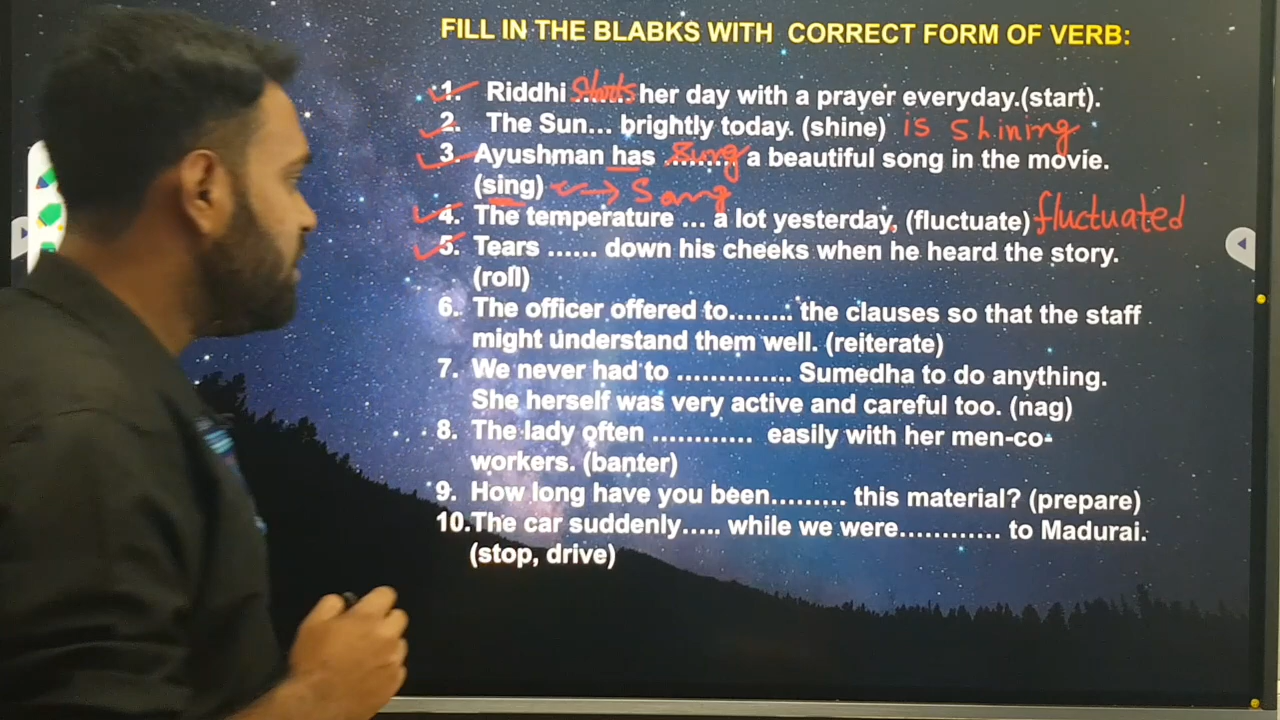 FILL IN THE BLABKS WITH CORRECT FORM OF VERB:
1. Riddhi starts her day with a prayer everyday.(start).
2. The Sun... brightly today. (shine) is shining
3. Ayushman has sung a beautiful song in the movie.
(sing) sang
4. The temperature ... a lot yesterday, (fluctuate) fluctuated
5. Tears ...... down his cheeks when he heard the story.
(roll)
6. The officer offered to........ the clauses so that the staff
might understand them well. (reiterate)
7. We never had to .............. Sumedha to do anything.
She herself was very active and careful too. (nag)
8. The lady often ............ easily with her men-co-
workers. (banter)
9. How long have you been......... this material? (prepare)
10.The car suddenly..... while we were............ to Madurai.
(stop, drive)